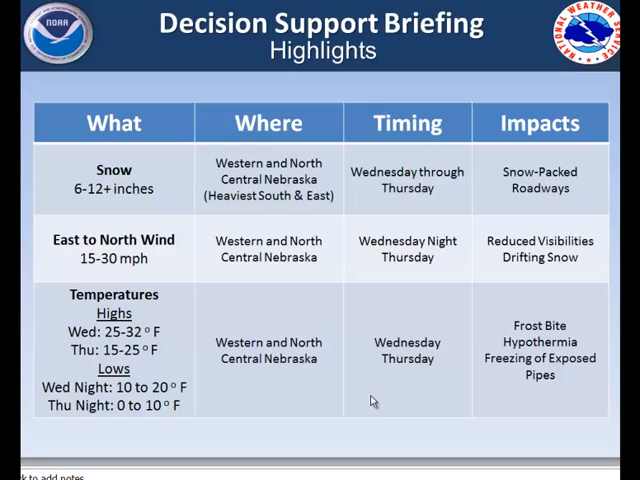 Decision Support Briefing
Highlights
NOAA
NATIONAL WEATHER SERVICE
What
Where
Timing
Impacts
Snow
6-12+ inches
Western and North
Central Nebraska
(Heaviest South & East)
Wednesday through
Thursday
Snow-Packed
Roadways
East to North Wind
15-30 mph
Western and North
Central Nebraska
Wednesday Night
Thursday
Reduced Visibilities
Drifting Snow
Temperatures
Highs
Wed: 25-32 ° F
Thu: 15-25 ° F
Lows
Wed Night: 10 to 20 ° F
Thu Night: 0 to 10 ° F
Western and North
Central Nebraska
Wednesday
Thursday
Frost Bite
Hypothermia
Freezing of Exposed
Pipes
k to add notes